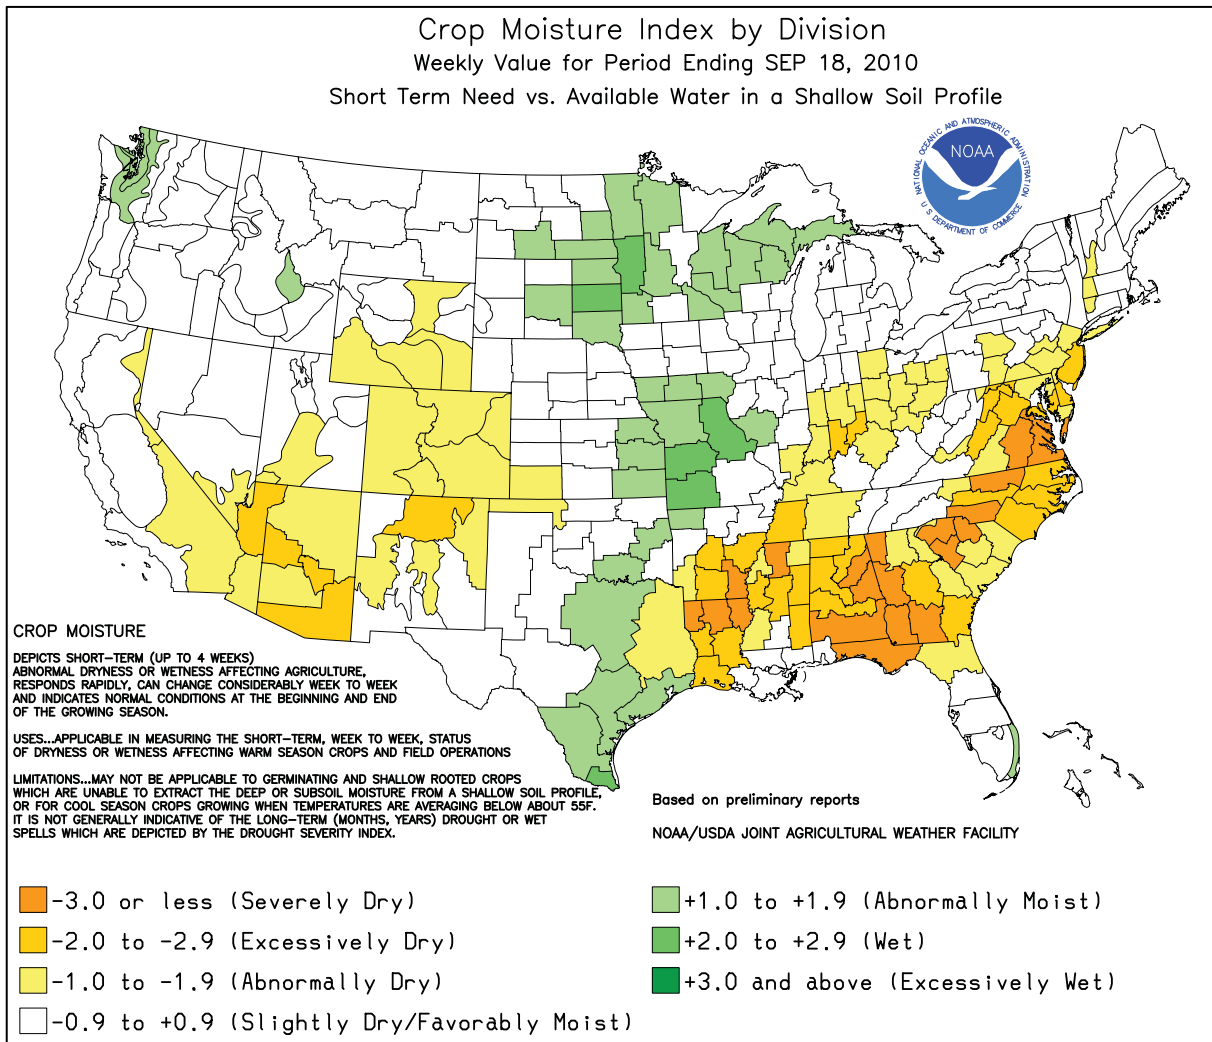 Crop Moisture Index by Division
Weekly Value for Period Ending SEP 18, 2010
Short Term Need vs. Available Water in a Shallow Soil Profile
NATIONAL OCEANIC AND ATMOSPHERIC ADMINISTRATION
NOAA
U S DEPARTMENT OF COMMERCE
CROP MOISTURE
DEPICTS SHORT-TERM (UP TO 4 WEEKS)
ABNORMAL DRYNESS OR WETNESS AFFECTING AGRICULTURE,
RESPONDS RAPIDLY, CAN CHANGE CONSIDERABLY WEEK TO WEEK
AND INDICATES NORMAL CONDITIONS AT THE BEGINNING AND END
OF THE GROWING SEASON.
USES...APPLICABLE IN MEASURING THE SHORT-TERM, WEEK TO WEEK, STATUS
OF DRYNESS OR WETNESS AFFECTING WARM SEASON CROPS AND FIELD OPERATIONS
LIMITATIONS...MAY NOT BE APPLICABLE TO GERMINATING AND SHALLOW ROOTED CROPS
WHICH ARE UNABLE TO EXTRACT THE DEEP OR SUBSOIL MOISTURE FROM A SHALLOW SOIL PROFILE,
OR FOR COOL SEASON CROPS GROWING WHEN TEMPERATURES ARE AVERAGING BELOW ABOUT 55F.
IT IS NOT GENERALLY INDICATIVE OF THE LONG-TERM (MONTHS, YEARS) DROUGHT OR WET
SPELLS WHICH ARE DEPICTED BY THE DROUGHT SEVERITY INDEX.
Based on preliminary reports
NOAA/USDA JOINT AGRICULTURAL WEATHER FACILITY
-3.0 or less (Severely Dry)
-2.0 to -2.9 (Excessively Dry)
-1.0 to -1.9 (Abnormally Dry)
-0.9 to +0.9 (Slightly Dry/Favorably Moist)
+1.0 to +1.9 (Abnormally Moist)
+2.0 to +2.9 (Wet)
+3.0 and above (Excessively Wet)